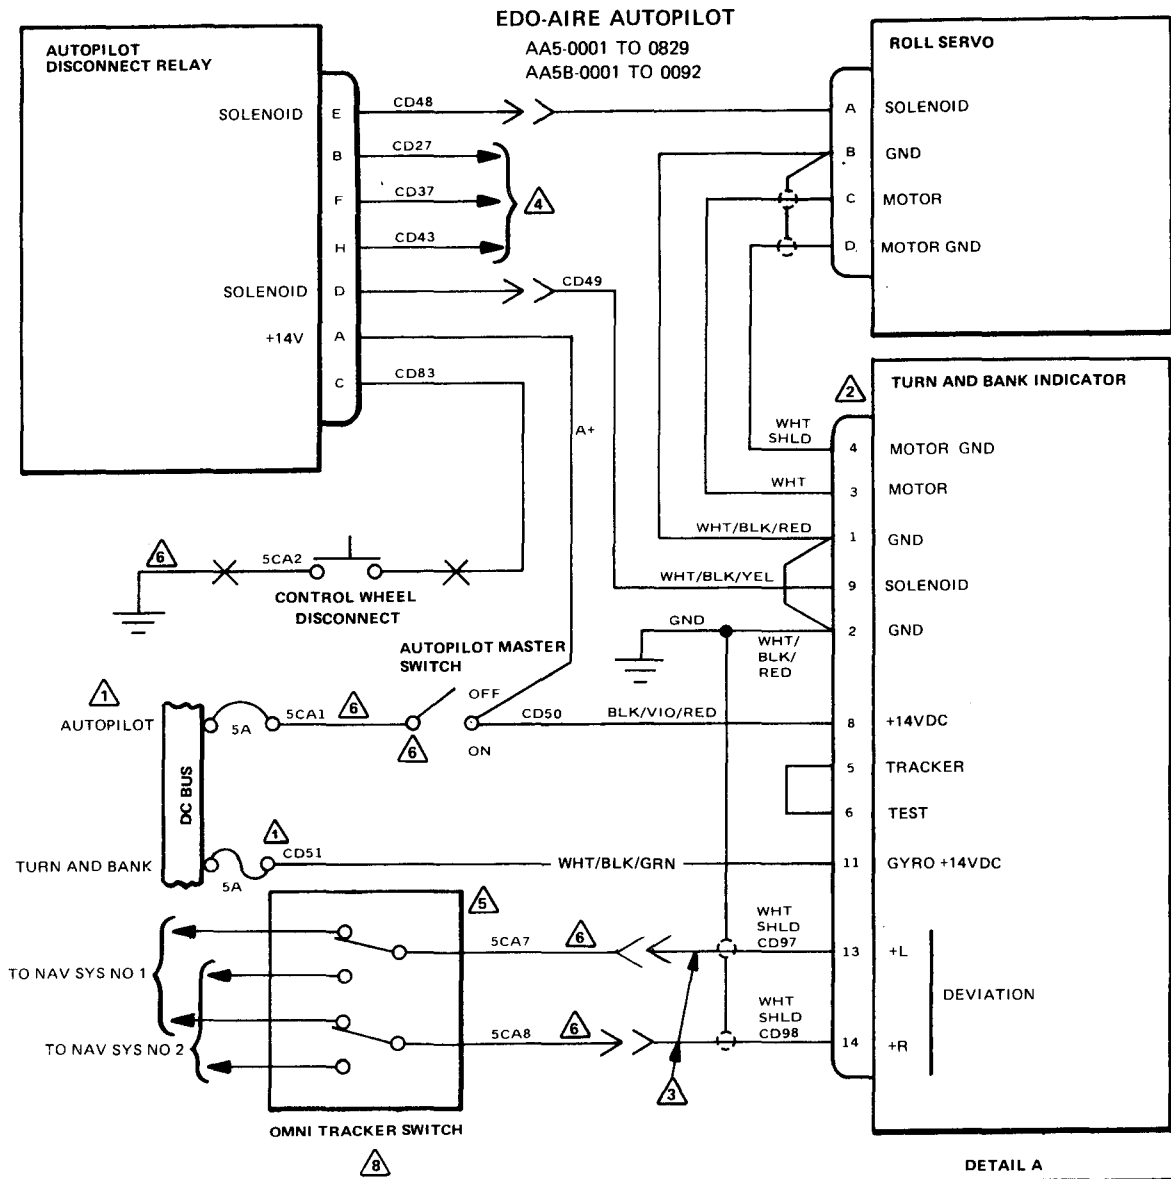 EDO-AIRE AUTOPILOT
AA5-0001 TO 0829
AA5B-0001 TO 0092
AUTOPILOT
DISCONNECT RELAY
SOLENOID E CD48
B CD27
F CD37
H CD43
4
SOLENOID D CD49
+14V A
C CD83
A+
ROLL SERVO
A SOLENOID
B GND
C MOTOR
D MOTOR GND
TURN AND BANK INDICATOR
2
WHT
SHLD
4 MOTOR GND
WHT 3 MOTOR
WHT/BLK/RED 1 GND
WHT/BLK/YEL 9 SOLENOID
GND 2 GND
WHT/
BLK/
RED
6 5CA2
CONTROL WHEEL
DISCONNECT
AUTOPILOT MASTER
SWITCH
OFF
ON
1
AUTOPILOT 5A 5CA1 6
6
CD50 BLK/VIO/RED 8 +14VDC
5 TRACKER
6 TEST
DC BUS
TURN AND BANK 5A 1 CD51 WHT/BLK/GRN 11 GYRO +14VDC
5
TO NAV SYS NO 1
TO NAV SYS NO 2
5CA7 6
WHT
SHLD
CD97
13 +L
DEVIATION
5CA8 6
WHT
SHLD
CD98
14 +R
3
OMNI TRACKER SWITCH
8
DETAIL A